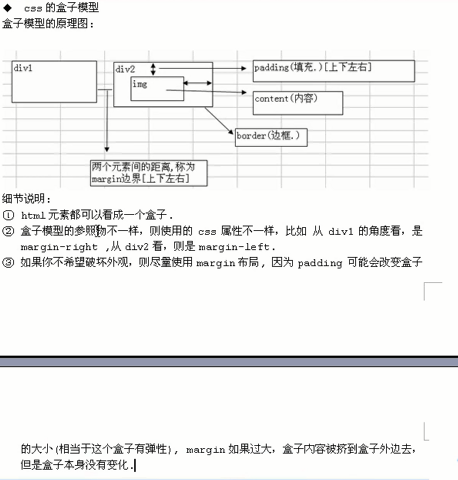 ◆ css的盒子模型
盒子模型的原理图:
div1
div2
img
padding(填充.)[上下左右]
content(内容)
border(边框.)
两个元素间的距离,称为
margin边界[上下左右]
细节说明:
① html 元素都可以看成一个盒子.
② 盒子模型的参照物不一样，则使用的 css 属性不一样，比如 从 div1 的角度看，是
margin-right ,从 div2 看，则是 margin-left.
③ 如果你不希望破坏外观，则尽量使用 margin 布局, 因为 padding 可能会改变盒子
的大小(相当于这个盒子有弹性), margin 如果过大，盒子内容被挤到盒子外边去，
但是盒子本身没有变化.